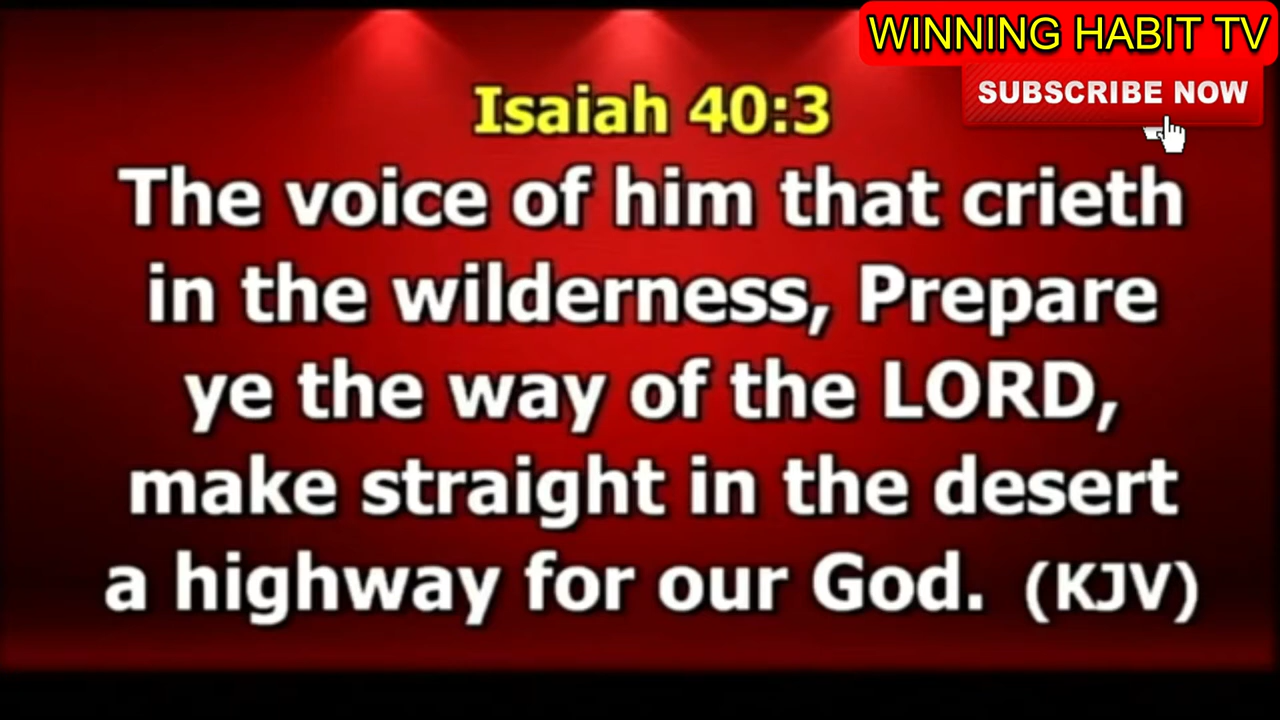 WINNING HABIT TV
SUBSCRIBE NOW
Isaiah 40:3
The voice of him that crieth
in the wilderness, Prepare
ye the way of the LORD,
make straight in the desert
a highway for our God. (KJV)